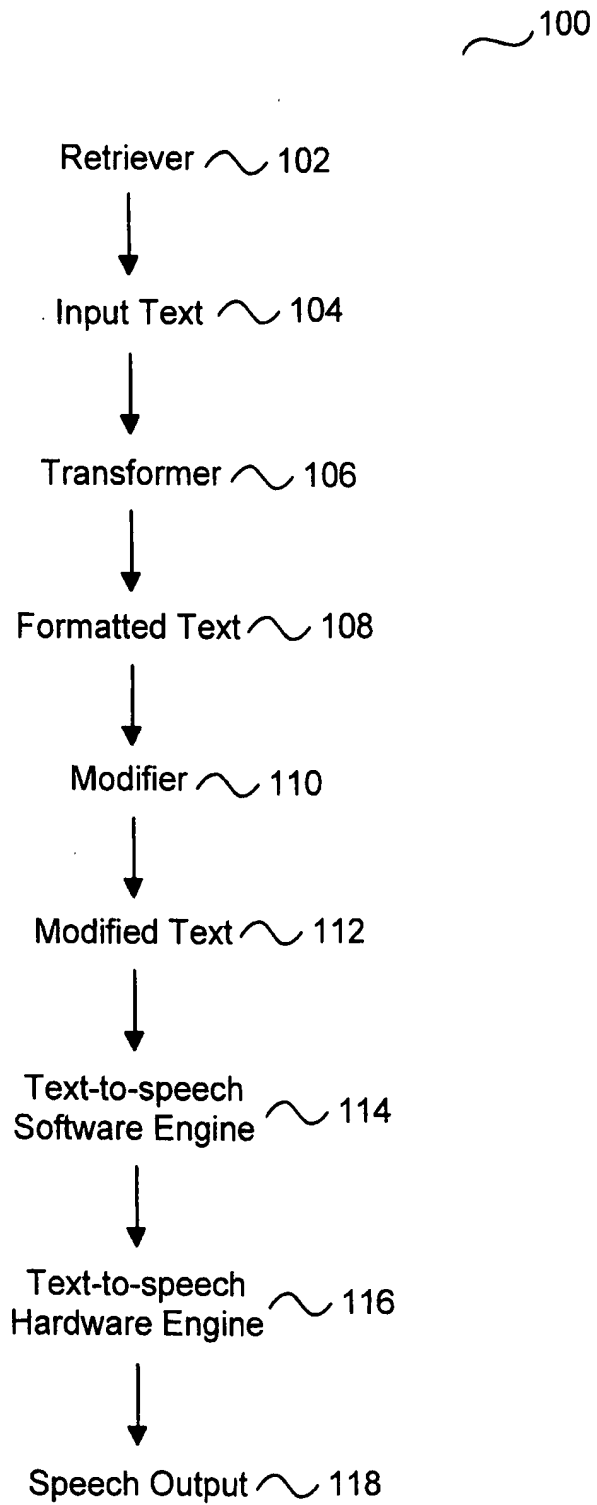 100
Retriever 102
Input Text 104
Transformer 106
Formatted Text 108
Modifier 110
Modified Text 112
Text-to-speech
Software Engine 114
Text-to-speech
Hardware Engine 116
Speech Output 118